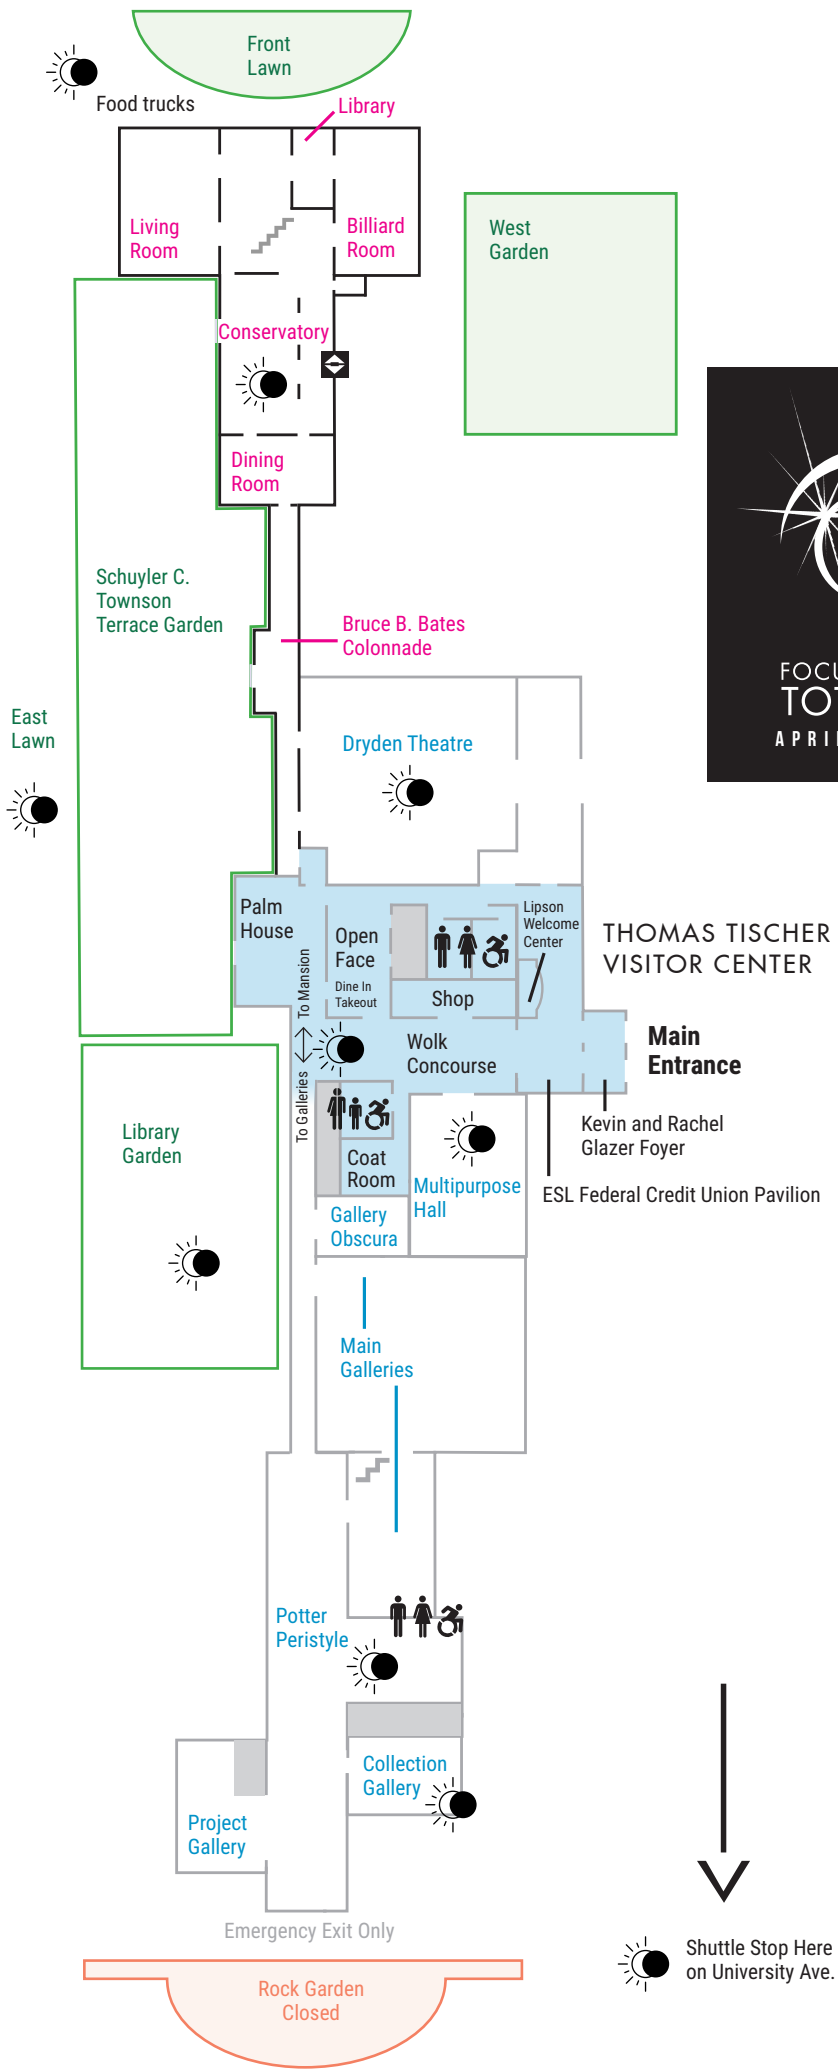 Front
Lawn
Food trucks
Library
Living
Room
Billiard
Room
West
Garden
Conservatory
Dining
Room
Schuyler C.
Townson
Terrace Garden
Bruce B. Bates
Colonnade
East
Lawn
Dryden Theatre
APRI
Palm
House
Open
Face
Dine In
Takeout
Lipson
Welcome
Center
THOMAS TISCHER
VISITOR CENTER
Shop
To Mansion
To Galleries
Wolk
Concourse
Main
Entrance
Kevin and Rachel
Glazer Foyer
ESL Federal Credit Union Pavilion
Library
Garden
Coat
Room
Multipurpose
Hall
Gallery
Obscura
Main
Galleries
Potter
Peristyle
Collection
Gallery
Project
Gallery
Emergency Exit Only
Rock Garden
Closed
Shuttle Stop Here
on University Ave.